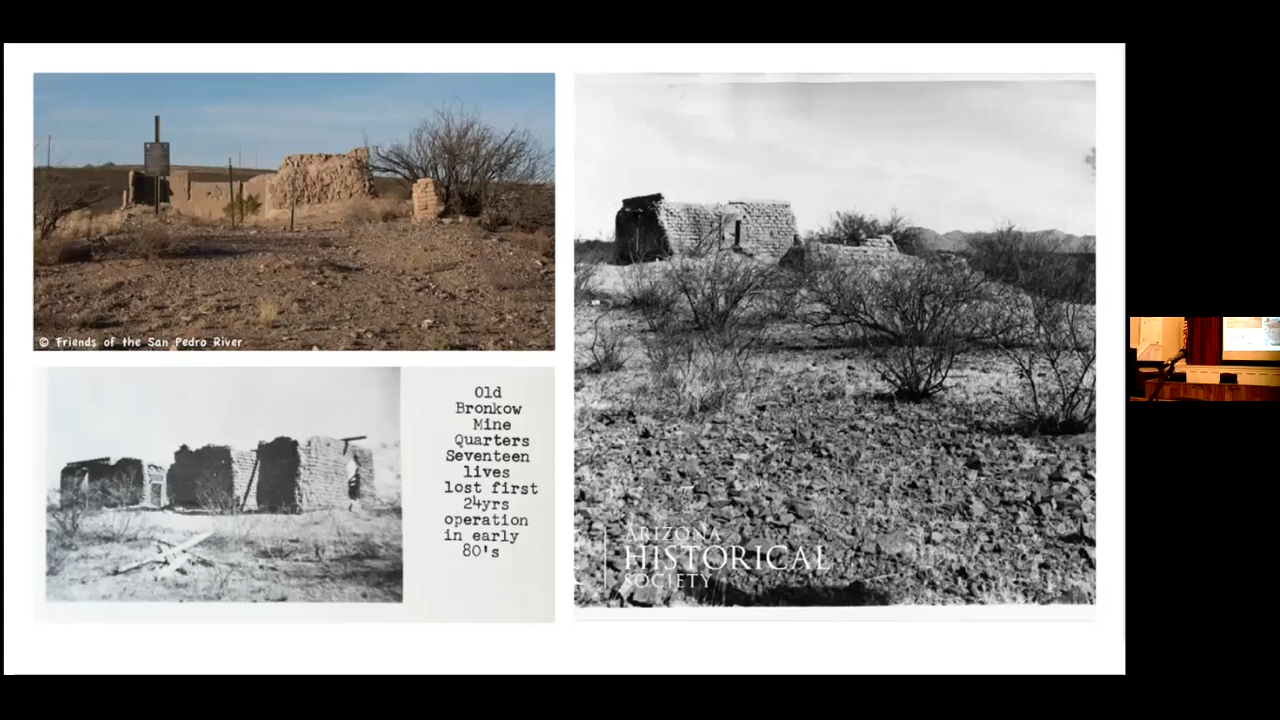 © Friends of the San Pedro River
Old
Bronkow
Mine
Quarters
Seventeen
lives
lost first
24yrs
operation
in early
80's
ARIZONA
HISTORICAL
SOCIETY